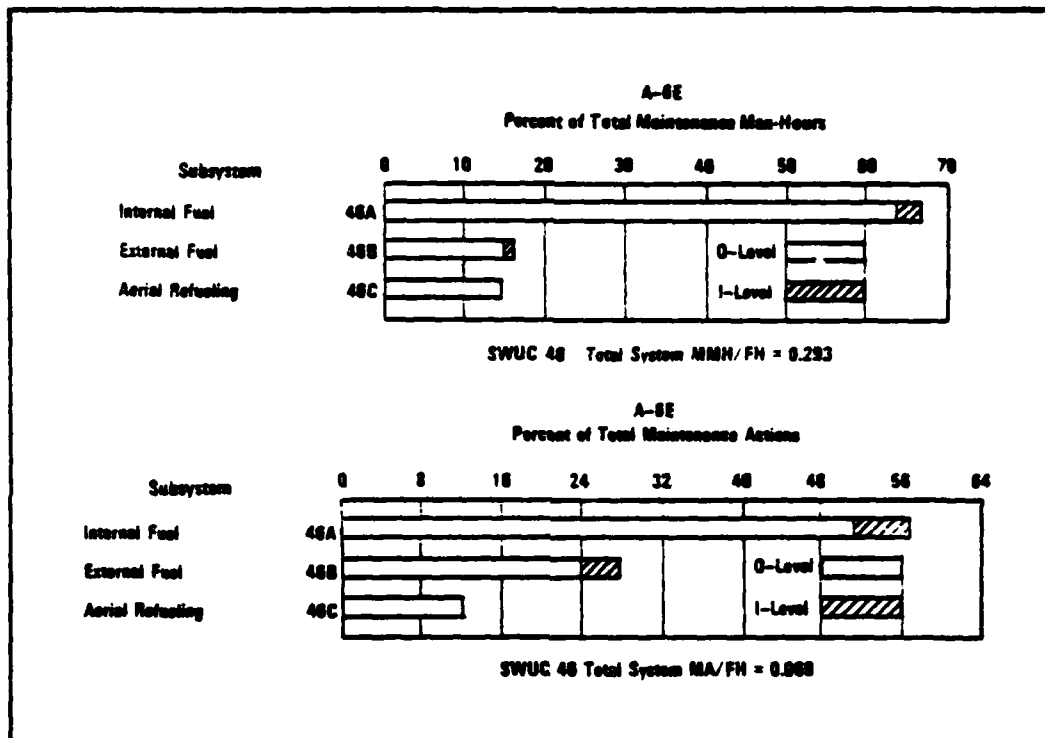 A-6E
Percent of Total Maintenance Man-Hours
Subsystem 0 10 20 30 40 50 60 70
Internal Fuel 46A
External Fuel 46B O-Level
Aerial Refueling 46C I-Level
SWUC 46 Total System MMH/FH = 0.293
A-6E
Percent of Total Maintenance Actions
Subsystem 0 8 16 24 32 40 48 56 64
Internal Fuel 46A
External Fuel 46B O-Level
Aerial Refueling 46C I-Level
SWUC 46 Total System MA/FH =